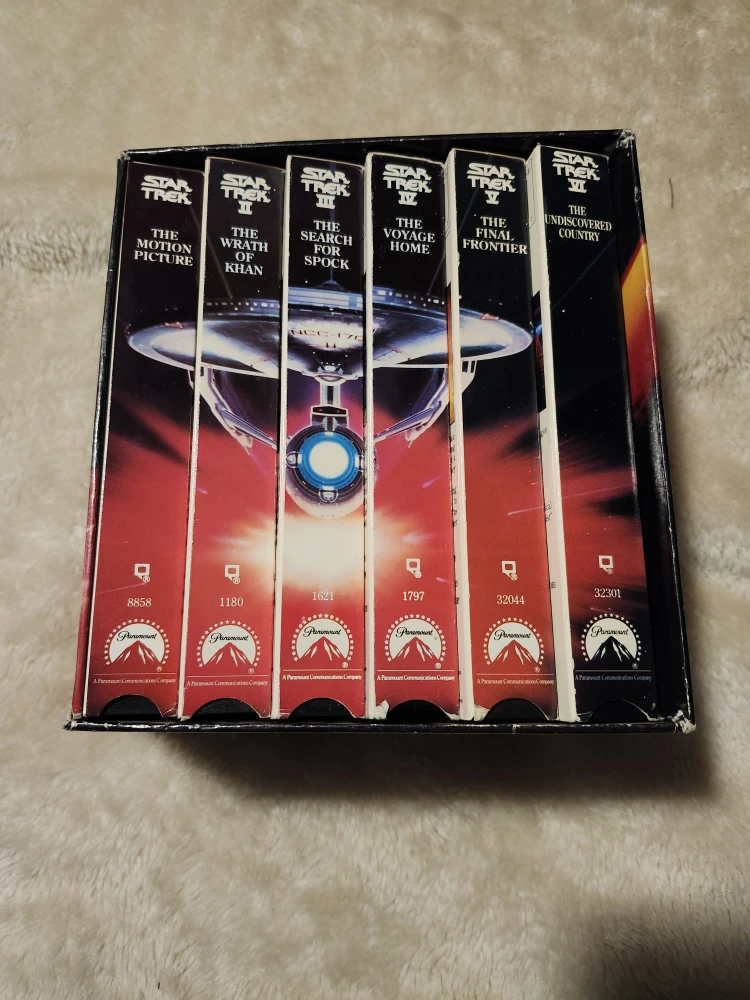 STAR
TREK
THE
MOTION
PICTURE
8858
Paramount
®
A Paramount Communications Company
STAR
TREK
II
THE
WRATH
OF
KHAN
1180
Paramount
®
A Paramount Communications Company
STAR
TREK
III
THE
SEARCH
FOR
SPOCK
1621
Paramount
®
A Paramount Communications Company
STAR
TREK
IV
THE
VOYAGE
HOME
1797
Paramount
®
A Paramount Communications Company
STAR
TREK
V
THE
FINAL
FRONTIER
32044
Paramount
®
A Paramount Communications Company
STAR
TREK
VI
THE
UNDISCOVERED
COUNTRY
32301
Paramount
®
A Paramount Communications Company
NCC-170